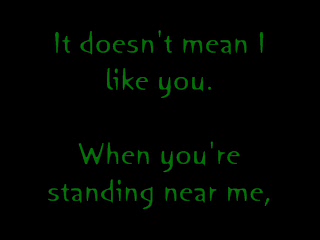 It doesn't mean I
like you.
When you're
standing near me,